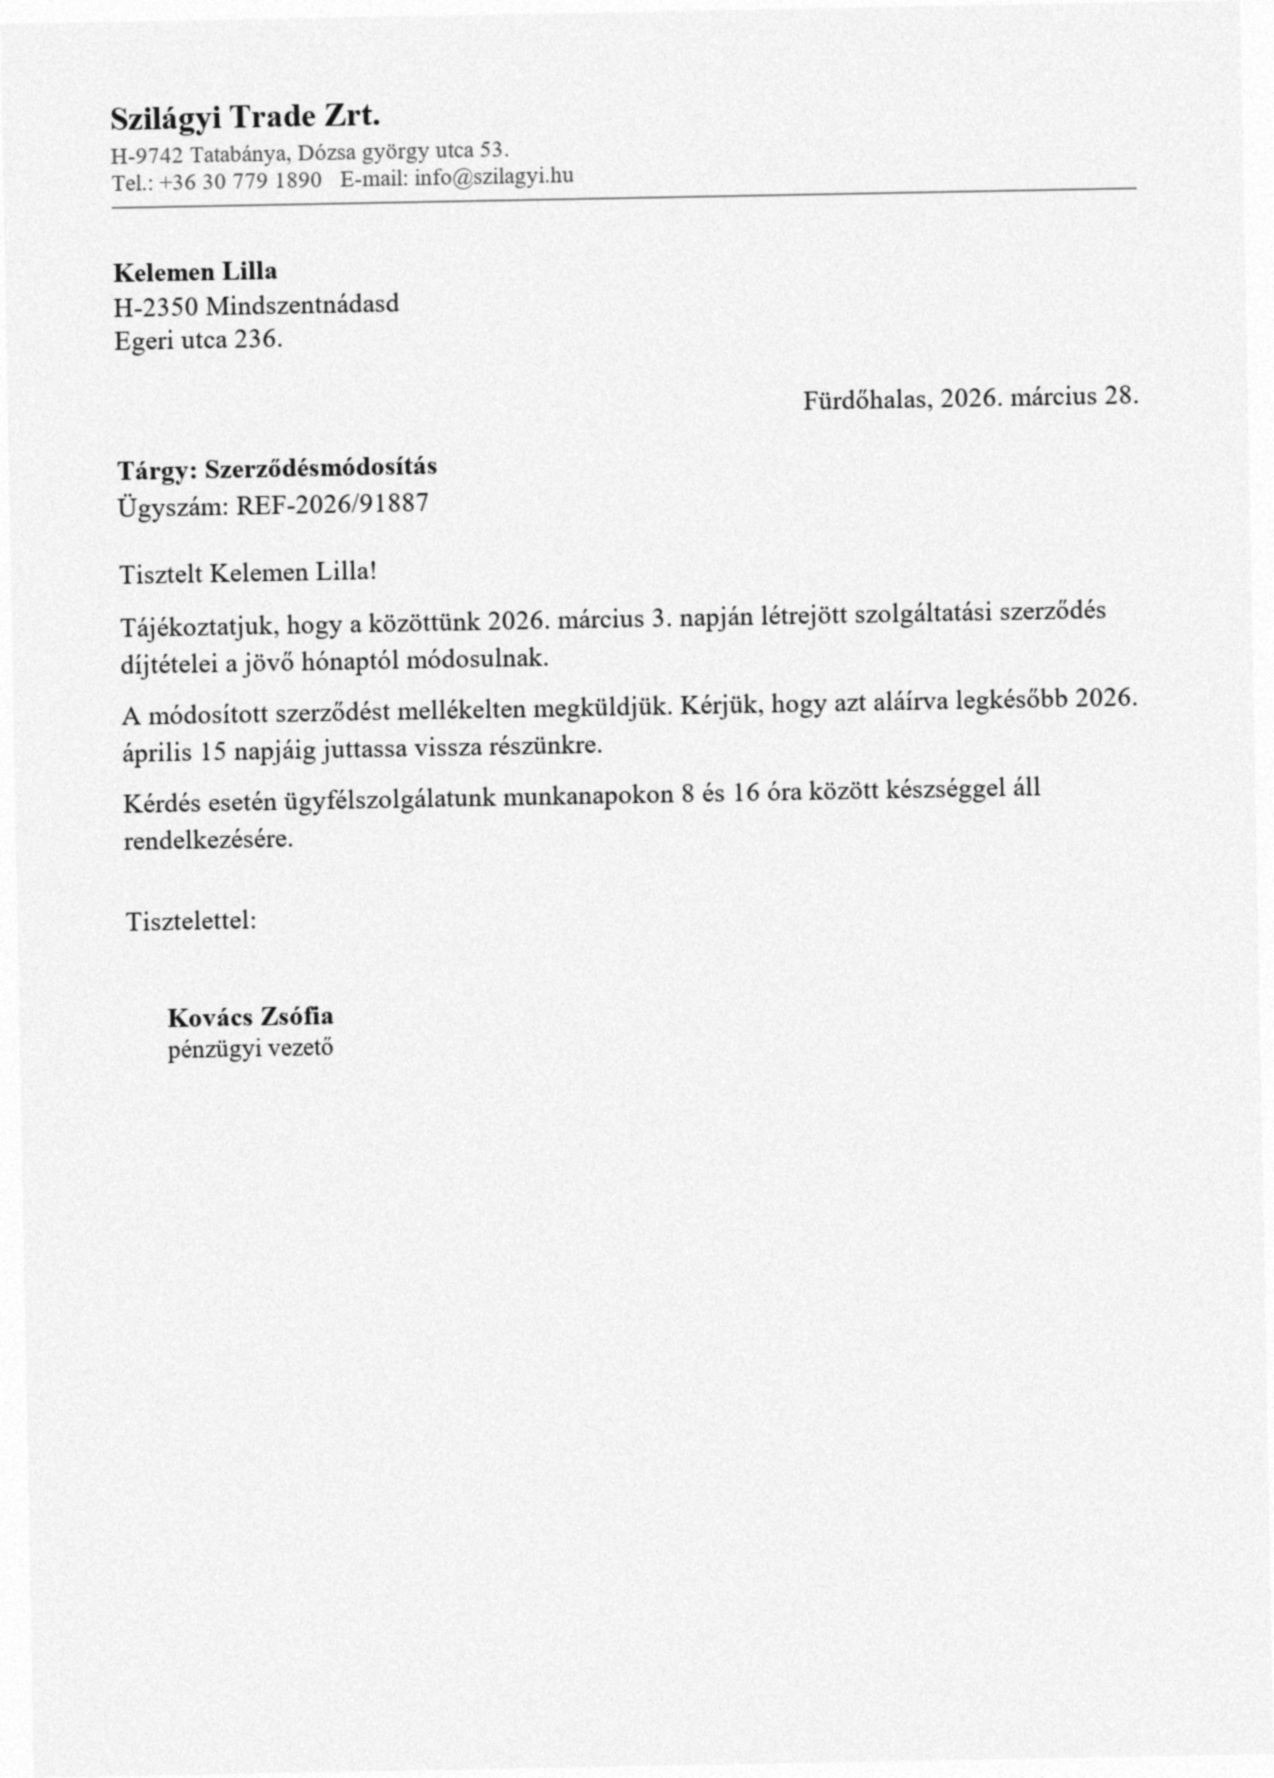 Szilágyi Trade Zrt.
H-9742 Tatabánya, Dózsa györgy utca 53.
Tel.: +36 30 779 1890 E-mail: info@szilagyi.hu
Kelemen Lilla
H-2350 Mindszentnádasd
Egeri utca 236.
Fürdőhalas, 2026. március 28.
Tárgy: Szerződésmódosítás
Ügyszám: REF-2026/91887
Tisztelt Kelemen Lilla!
Tájékoztatjuk, hogy a közöttünk 2026. március 3. napján létrejött szolgáltatási szerződés
díjtételei a jövő hónaptól módosulnak.
A módosított szerződést mellékelten megküldjük. Kérjük, hogy azt aláírva legkésőbb 2026.
április 15 napjáig juttassa vissza részünkre.
Kérdés esetén ügyfélszolgálatunk munkanapokon 8 és 16 óra között készséggel áll
rendelkezésére.
Tisztelettel:
Kovács Zsófia
pénzügyi vezető